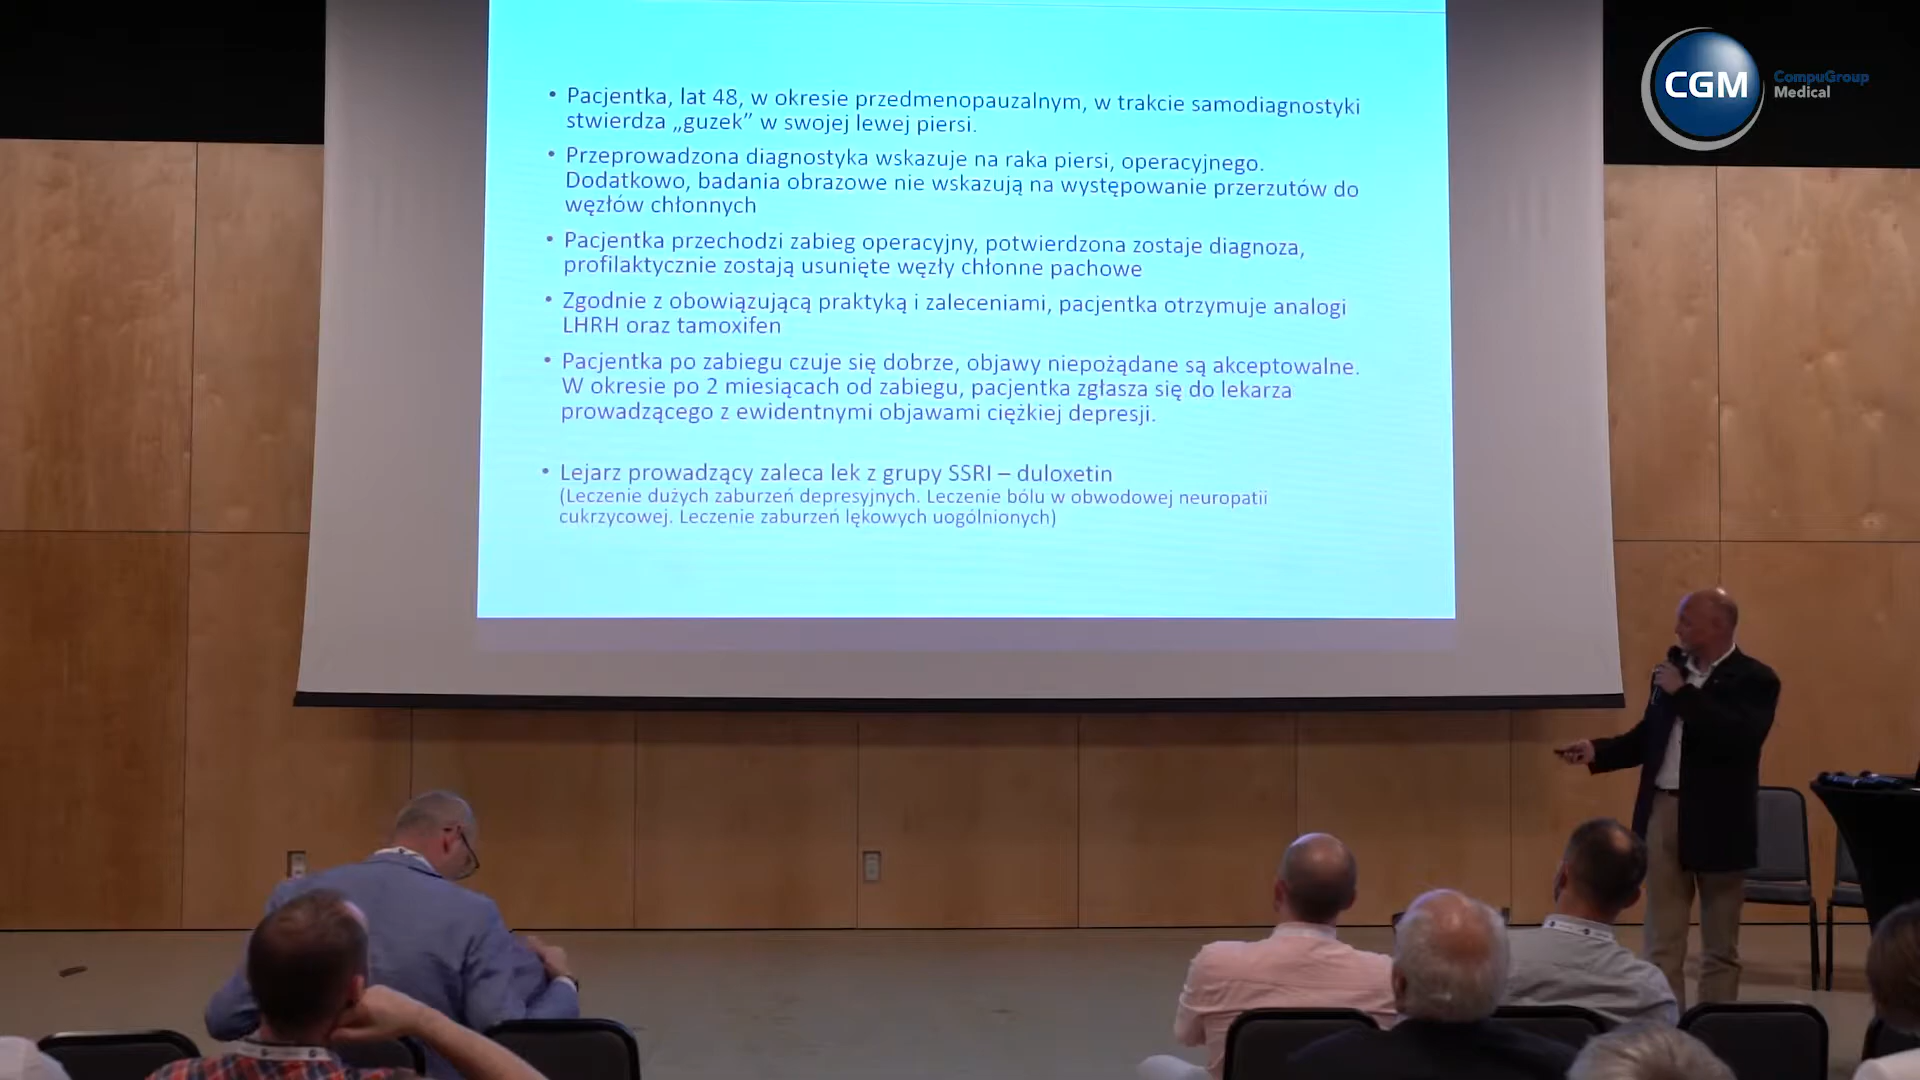 • Pacjentka, lat 48, w okresie przedmenopauzalnym, w trakcie samodiagnostyki
stwierdza „guzek” w swojej lewej piersi.
• Przeprowadzona diagnostyka wskazuje na raka piersi, operacyjnego.
Dodatkowo, badania obrazowe nie wskazują na występowanie przerzutów do
węzłów chłonnych
• Pacjentka przechodzi zabieg operacyjny, potwierdzona zostaje diagnoza,
profilaktycznie zostają usunięte węzły chłonne pachowe
• Zgodnie z obowiązującą praktyką i zaleceniami, pacjentka otrzymuje analogi
LHRH oraz tamoxifen
• Pacjentka po zabiegu czuje się dobrze, objawy niepożądane są akceptowalne.
W okresie po 2 miesiącach od zabiegu, pacjentka zgłasza się do lekarza
prowadzącego z ewidentnymi objawami ciężkiej depresji.
• Lejarz prowadzący zaleca lek z grupy SSRI – duloxetin
(Leczenie dużych zaburzeń depresyjnych. Leczenie bólu w obwodowej neuropatii
cukrzycowej. Leczenie zaburzeń lękowych uogólnionych)
CGM
CompuGroup
Medical